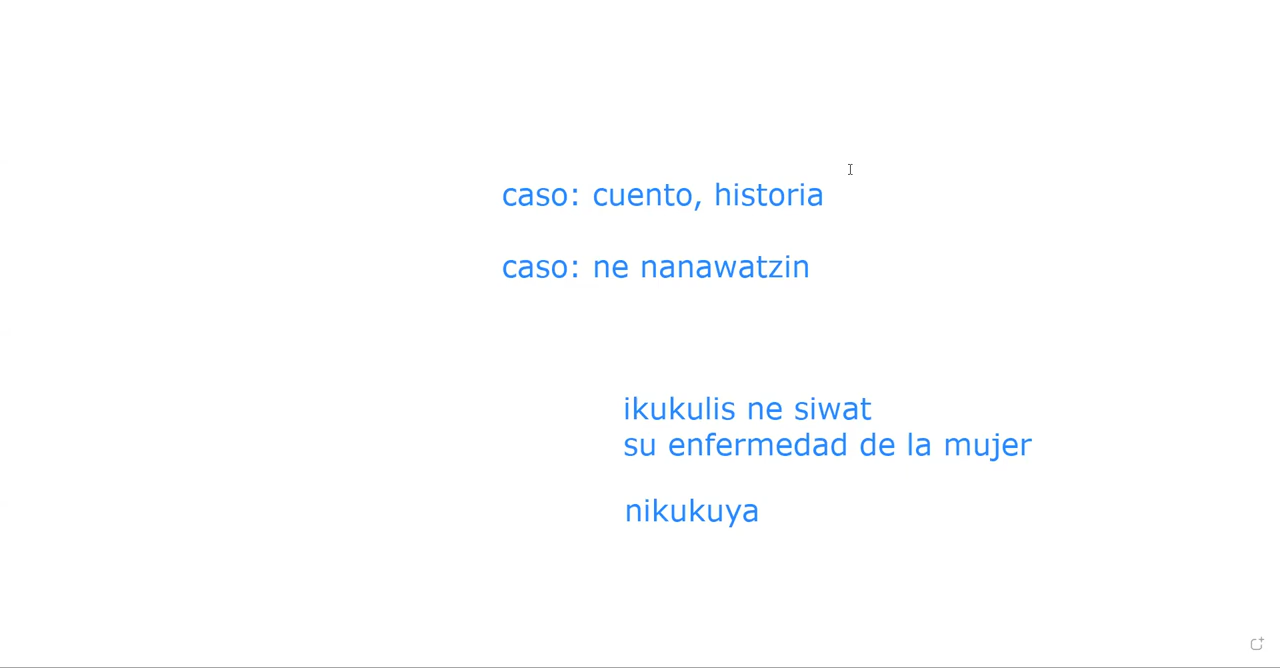 caso: cuento, historia
caso: ne nanawatzin
ikukulis ne siwat
su enfermedad de la mujer
nikukuya